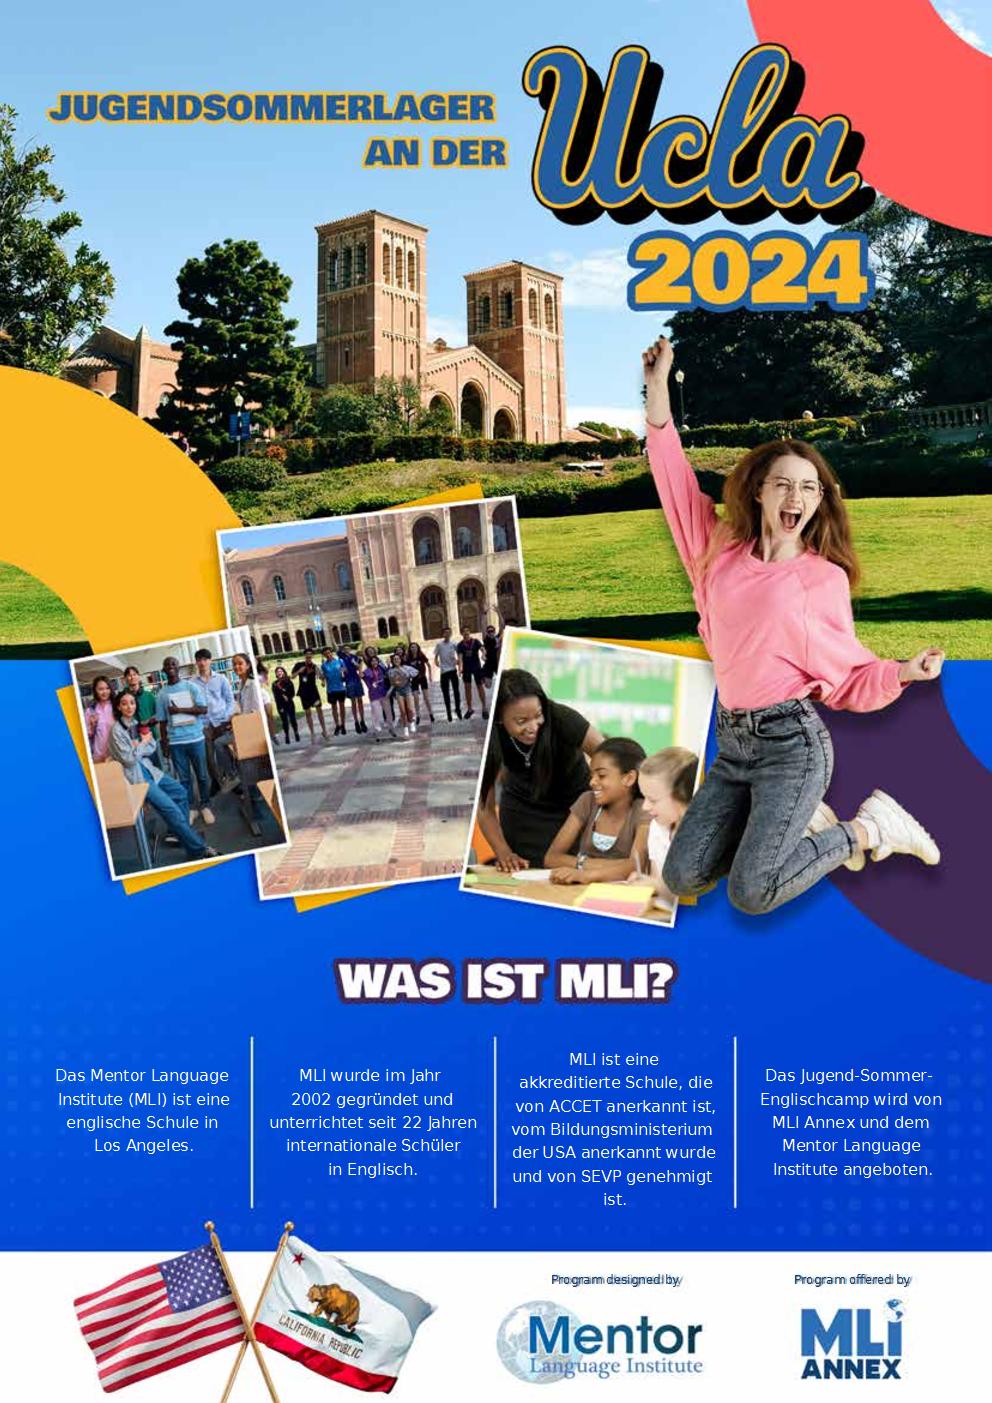 JUGENDSOMMERLAGER
AN DER
Ucla
2024
WAS IST MLI?
Das Mentor Language
Institute (MLI) ist eine
englische Schule in
Los Angeles.
MLI wurde im Jahr
2002 gegründet und
unterrichtet seit 22 Jahren
internationale Schüler
in Englisch.
MLI ist eine
akkreditierte Schule, die
von ACCET anerkannt ist,
vom Bildungsministerium
der USA anerkannt wurde
und von SEVP genehmigt
ist.
Das Jugend-Sommer-
Englischcamp wird von
MLI Annex und dem
Mentor Language
Institute angeboten.
CALIFORNIA REPUBLIC
Program designed by
Mentor
Language Institute
Program offered by
MLI
ANNEX